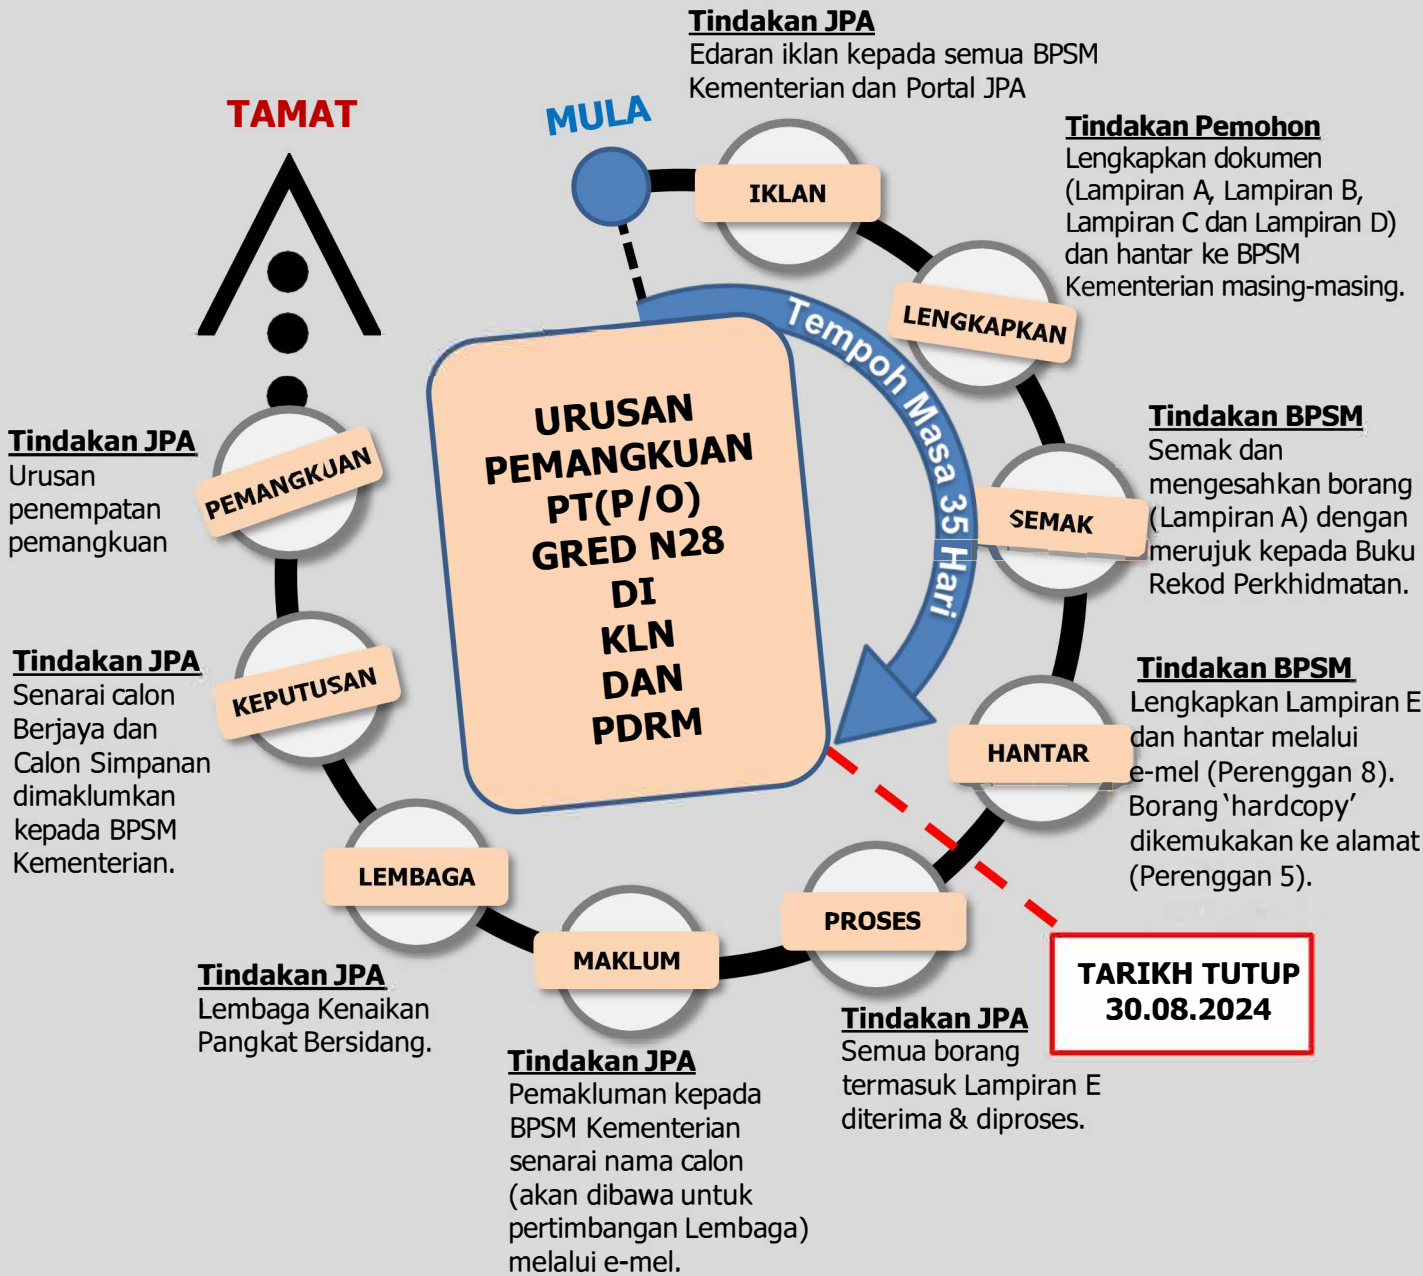 Tindakan JPA
Edaran iklan kepada semua BPSM
Kementerian dan Portal JPA
TAMAT
MULA
IKLAN
Tindakan Pemohon
Lengkapkan dokumen
(Lampiran A, Lampiran B,
Lampiran C dan Lampiran D)
dan hantar ke BPSM
Kementerian masing-masing.
LENGKAPKAN
Tempoh Masa 35 Hari
URUSAN
PEMANGKUAN
PT(P/O)
GRED N28
DI
KLN
DAN
PDRM
Tindakan BPSM
Semak dan
mengesahkan borang
(Lampiran A) dengan
merujuk kepada Buku
Rekod Perkhidmatan.
SEMAK
Tindakan BPSM
Lengkapkan Lampiran E
dan hantar melalui
e-mel (Perenggan 8).
Borang ‘hardcopy’
dikemukakan ke alamat
(Perenggan 5).
HANTAR
TARIKH TUTUP
30.08.2024
PROSES
Tindakan JPA
Semua borang
termasuk Lampiran E
diterima & diproses.
MAKLUM
Tindakan JPA
Pemakluman kepada
BPSM Kementerian
senarai nama calon
(akan dibawa untuk
pertimbangan Lembaga)
melalui e-mel.
LEMBAGA
Tindakan JPA
Lembaga Kenaikan
Pangkat Bersidang.
KEPUTUSAN
Tindakan JPA
Senarai calon
Berjaya dan
Calon Simpanan
dimaklumkan
kepada BPSM
Kementerian.
PEMANGKUAN
Tindakan JPA
Urusan
penempatan
pemangkuan